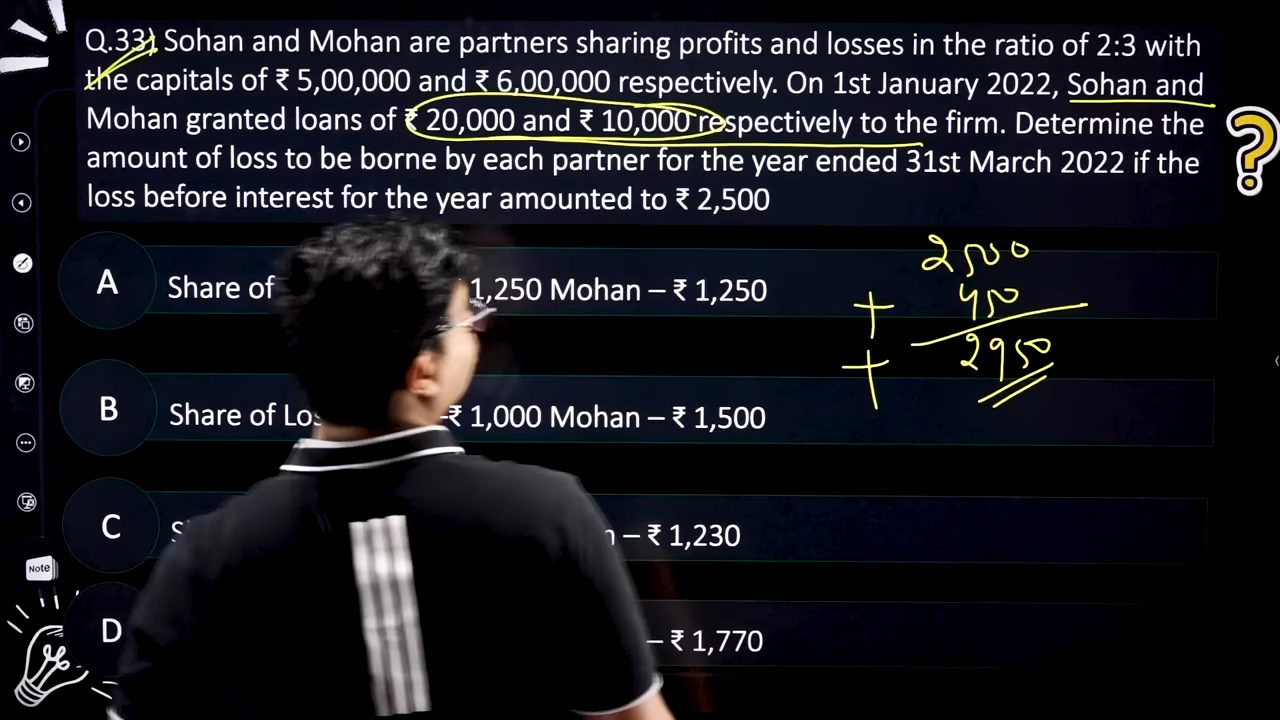 Q.33) Sohan and Mohan are partners sharing profits and losses in the ratio of 2:3 with
the capitals of ₹ 5,00,000 and ₹ 6,00,000 respectively. On 1st January 2022, Sohan and
Mohan granted loans of ₹ 20,000 and ₹ 10,000 respectively to the firm. Determine the
amount of loss to be borne by each partner for the year ended 31st March 2022 if the
loss before interest for the year amounted to ₹ 2,500
2500
A Share of 1,250 Mohan – ₹ 1,250
+ 450
+ 2950
B Share of ₹ 1,000 Mohan – ₹ 1,500
C – ₹ 1,230
Note
D – ₹ 1,770